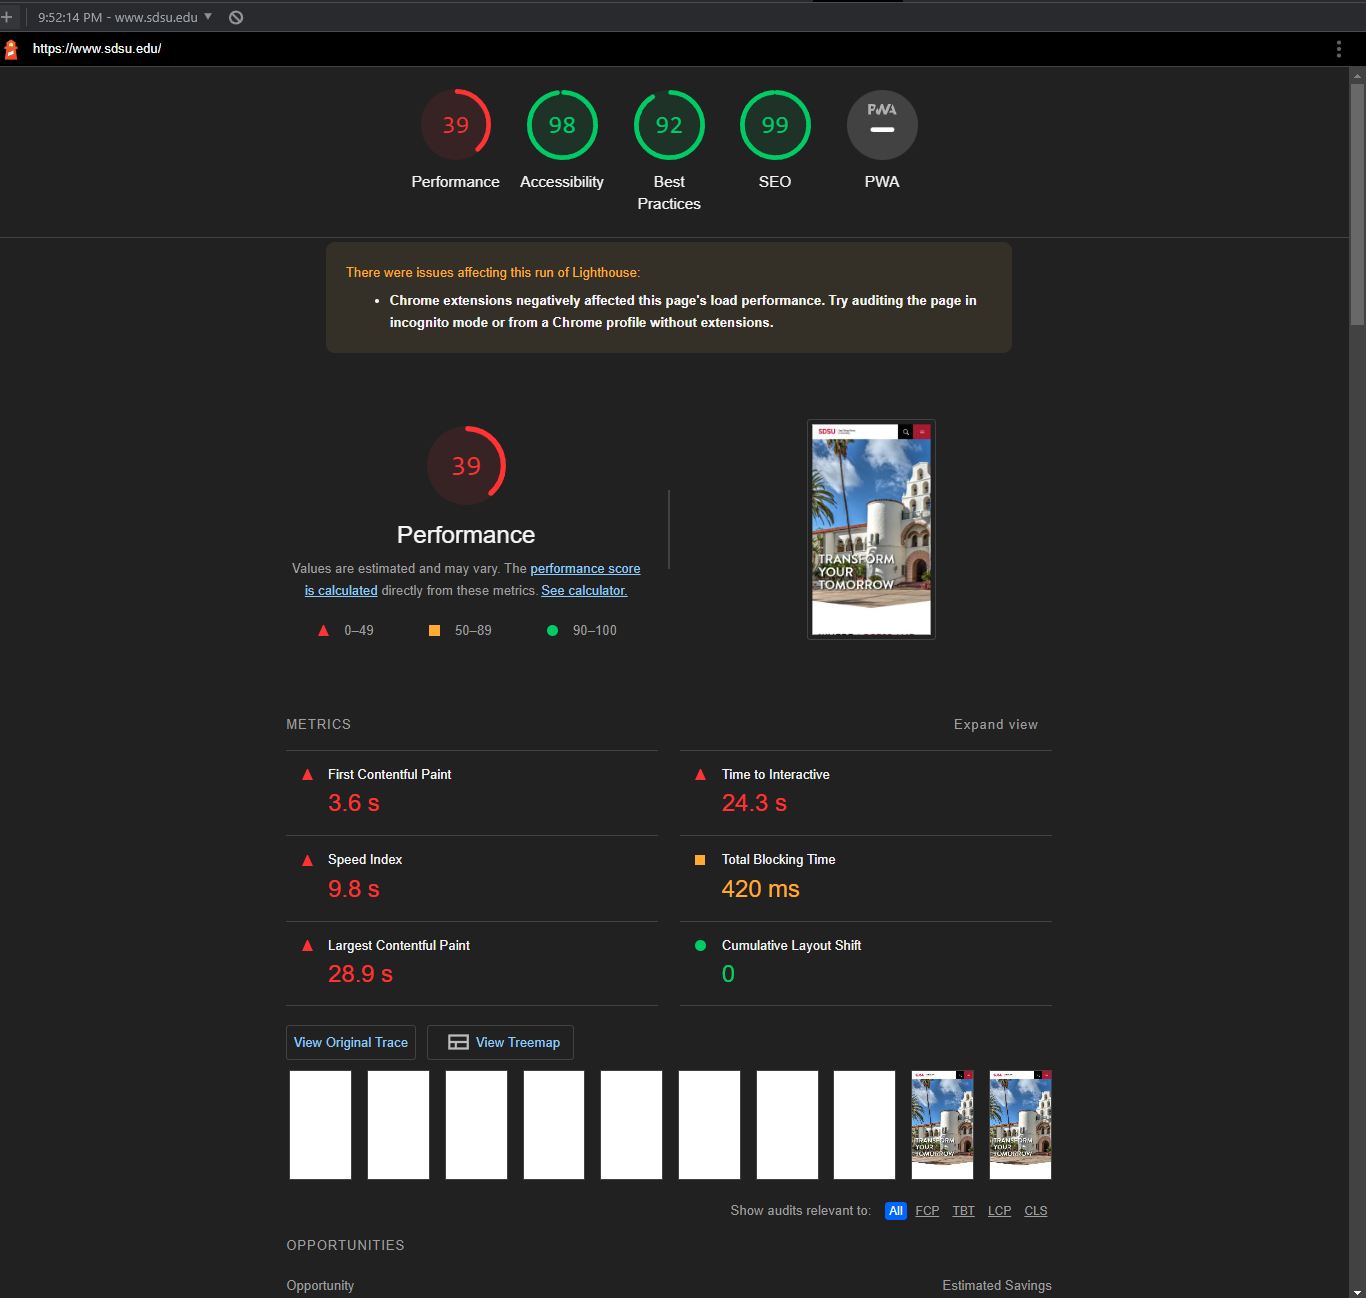 9:52:14 PM - www.sdsu.edu
https://www.sdsu.edu/
39
98
92
99
PWA
Performance
Accessibility
Best
Practices
SEO
PWA
There were issues affecting this run of Lighthouse:
• Chrome extensions negatively affected this page's load performance. Try auditing the page in
incognito mode or from a Chrome profile without extensions.
39
Performance
Values are estimated and may vary. The performance score
is calculated directly from these metrics. See calculator.
0–49
50–89
90–100
SDSU
TRANSFORM
YOUR
TOMORROW
METRICS
Expand view
First Contentful Paint
3.6 s
Time to Interactive
24.3 s
Speed Index
9.8 s
Total Blocking Time
420 ms
Largest Contentful Paint
28.9 s
Cumulative Layout Shift
0
View Original Trace
View Treemap
TRANSFORM
YOUR
TOMORROW
TRANSFORM
YOUR
TOMORROW
Show audits relevant to: All FCP TBT LCP CLS
OPPORTUNITIES
Opportunity
Estimated Savings